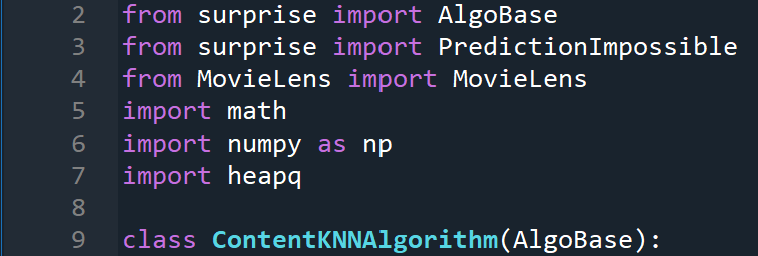 2 from surprise import AlgoBase
3 from surprise import PredictionImpossible
4 from MovieLens import MovieLens
5 import math
6 import numpy as np
7 import heapq
8
9 class ContentKNNAlgorithm(AlgoBase):